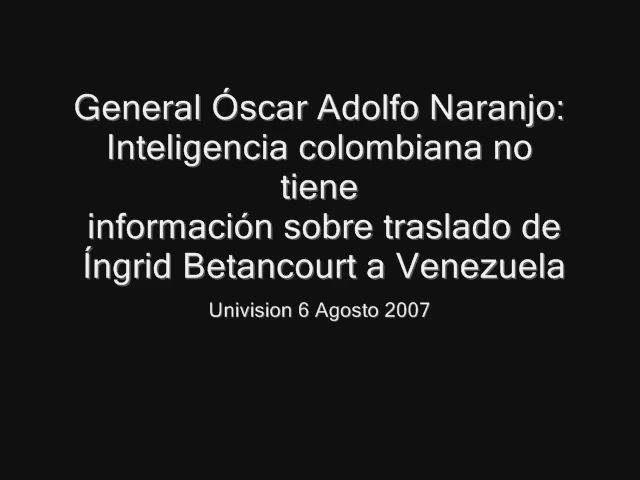 General Óscar Adolfo Naranjo:
Inteligencia colombiana no
tiene
información sobre traslado de
Íngrid Betancourt a Venezuela
Univision 6 Agosto 2007